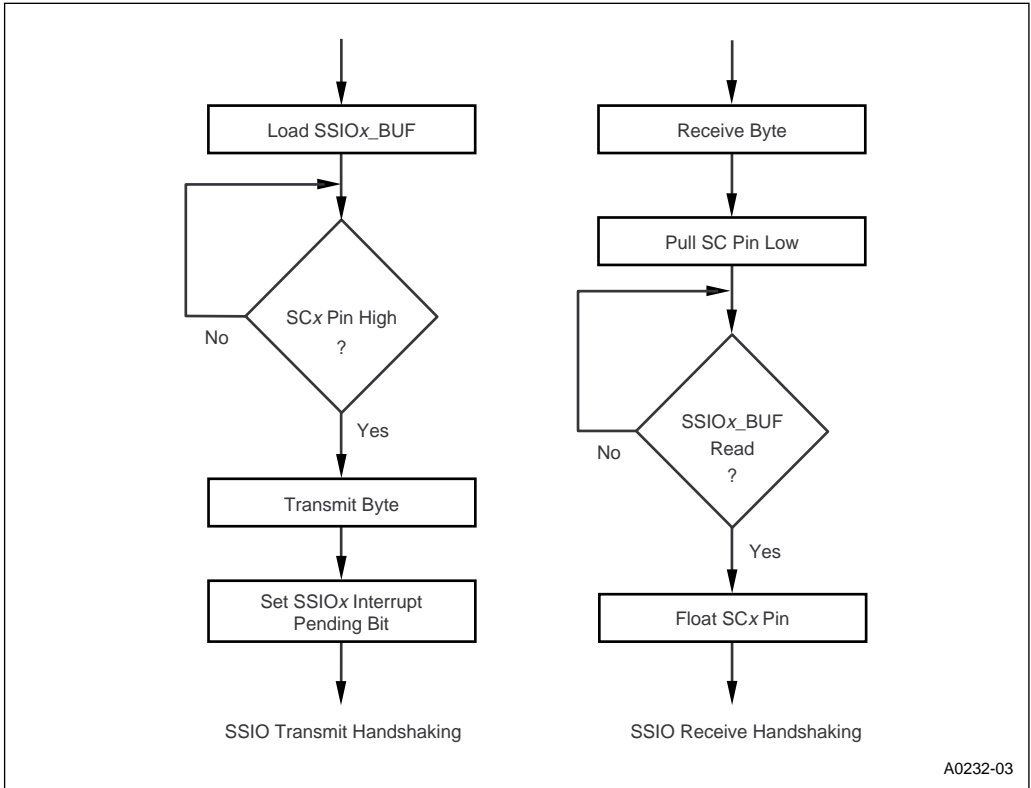 Load SSIOx_BUF
SCx Pin High
?
No
Yes
Transmit Byte
Set SSIOx Interrupt
Pending Bit
SSIO Transmit Handshaking
Receive Byte
Pull SC Pin Low
SSIOx_BUF
Read
?
No
Yes
Float SCx Pin
SSIO Receive Handshaking
A0232-03